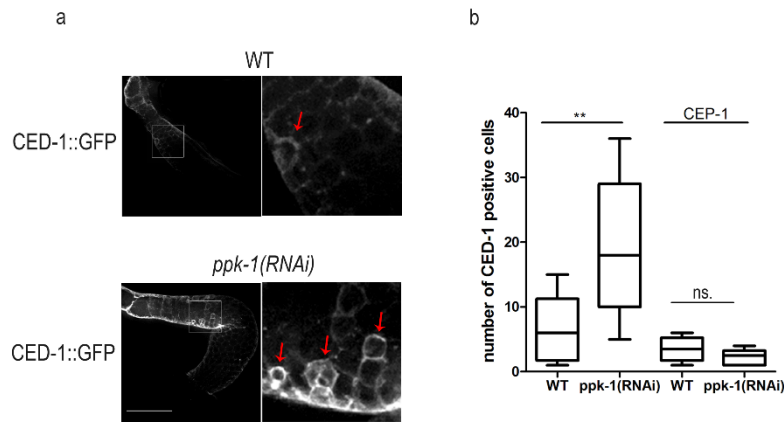 a
WT
CED-1::GFP
ppk-1(RNAi)
CED-1::GFP
b
number of CED-1 positive cells
40
30
20
10
0
**
CEP-1
ns.
WT
ppk-1(RNAi)
WT
ppk-1(RNAi)